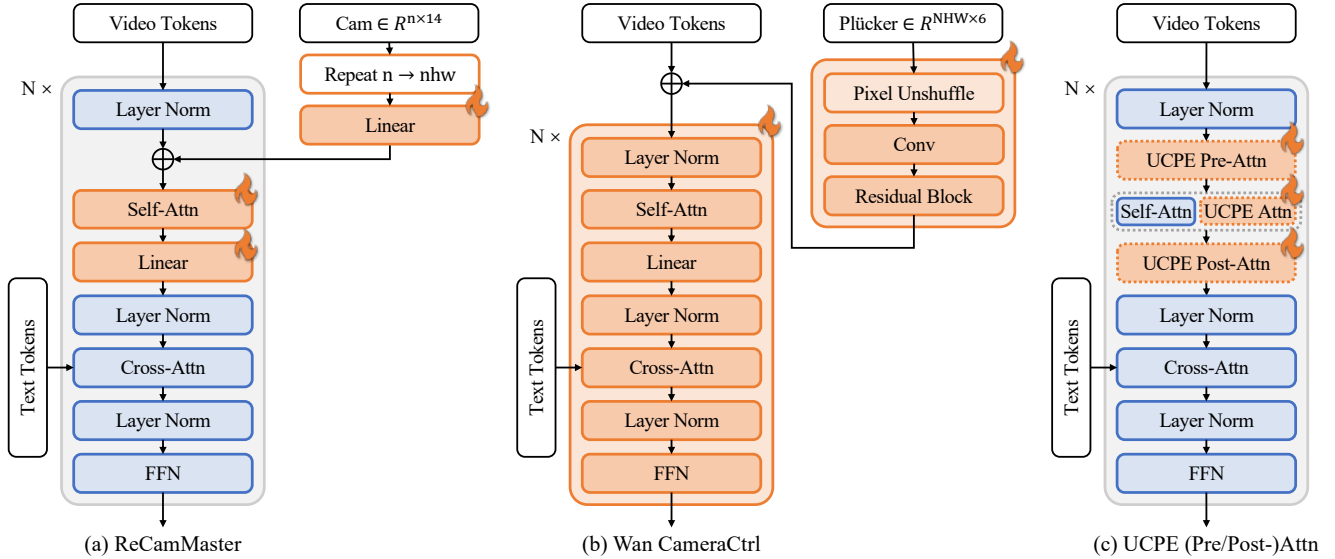 Video Tokens
Cam ∈ R^{n×14}
Repeat n → nhw
Linear
N ×
Layer Norm
Self-Attn
Linear
Layer Norm
Cross-Attn
Layer Norm
FFN
Text Tokens
(a) ReCamMaster
Video Tokens
Plücker ∈ R^{NHW×6}
Pixel Unshuffle
Conv
Residual Block
N ×
Layer Norm
Self-Attn
Linear
Layer Norm
Cross-Attn
Layer Norm
FFN
Text Tokens
(b) Wan CameraCtrl
Video Tokens
N ×
Layer Norm
UCPE Pre-Attn
Self-Attn
UCPE Attn
UCPE Post-Attn
Layer Norm
Cross-Attn
Layer Norm
FFN
Text Tokens
(c) UCPE (Pre/Post-)Attn